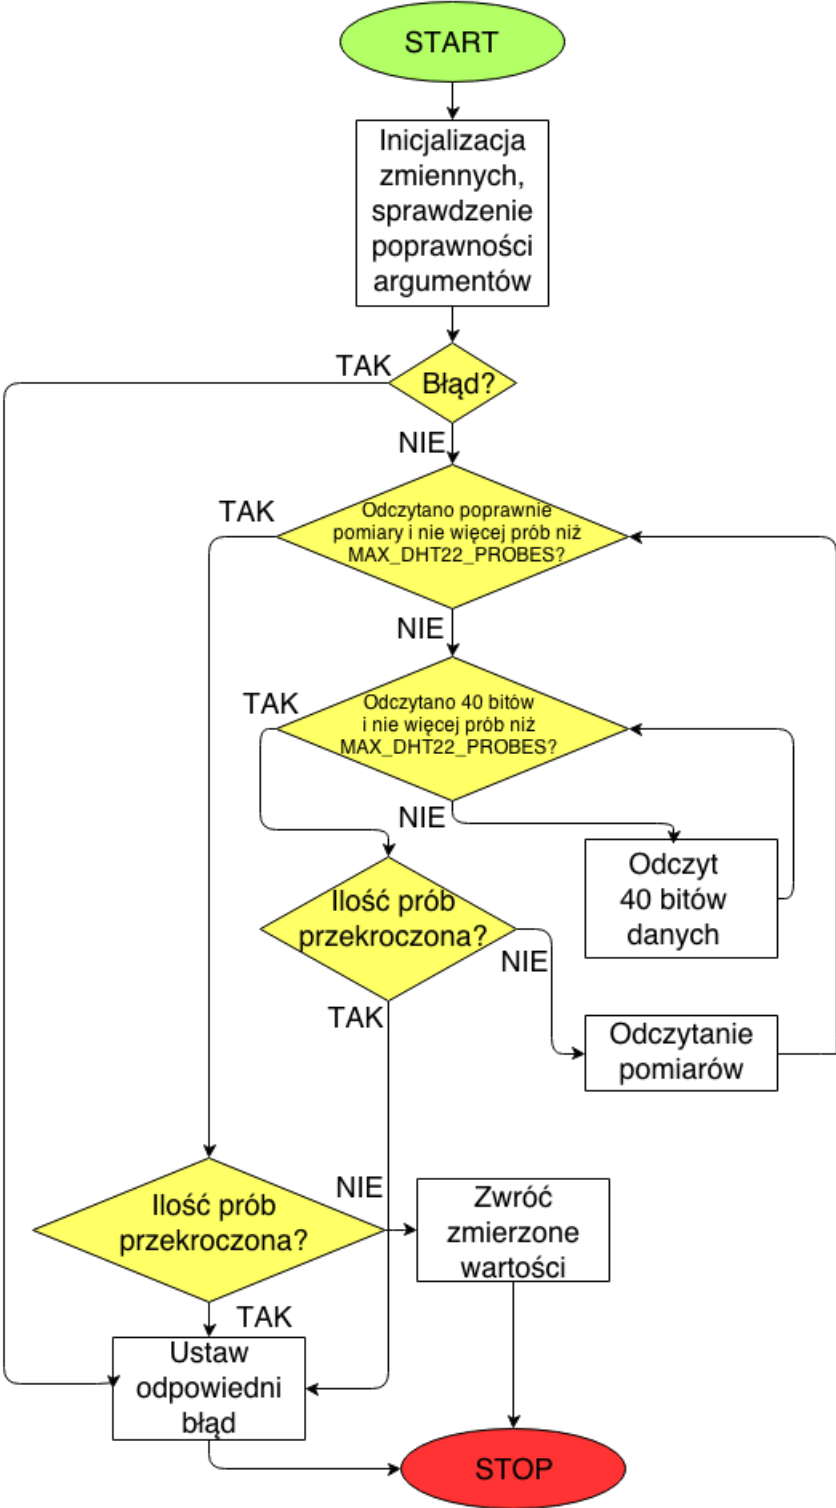 START
Inicjalizacja
zmiennych,
sprawdzenie
poprawności
argumentów
TAK
Błąd?
NIE
TAK
Odczytano poprawnie
pomiary i nie więcej prób niż
MAX_DHT22_PROBES?
NIE
TAK
Odczytano 40 bitów
i nie więcej prób niż
MAX_DHT22_PROBES?
NIE
Odczyt
40 bitów
danych
Ilość prób
przekroczona?
NIE
TAK
Odczytanie
pomiarów
NIE
Ilość prób
przekroczona?
Zwróć
zmierzone
wartości
TAK
Ustaw
odpowiedni
błąd
STOP